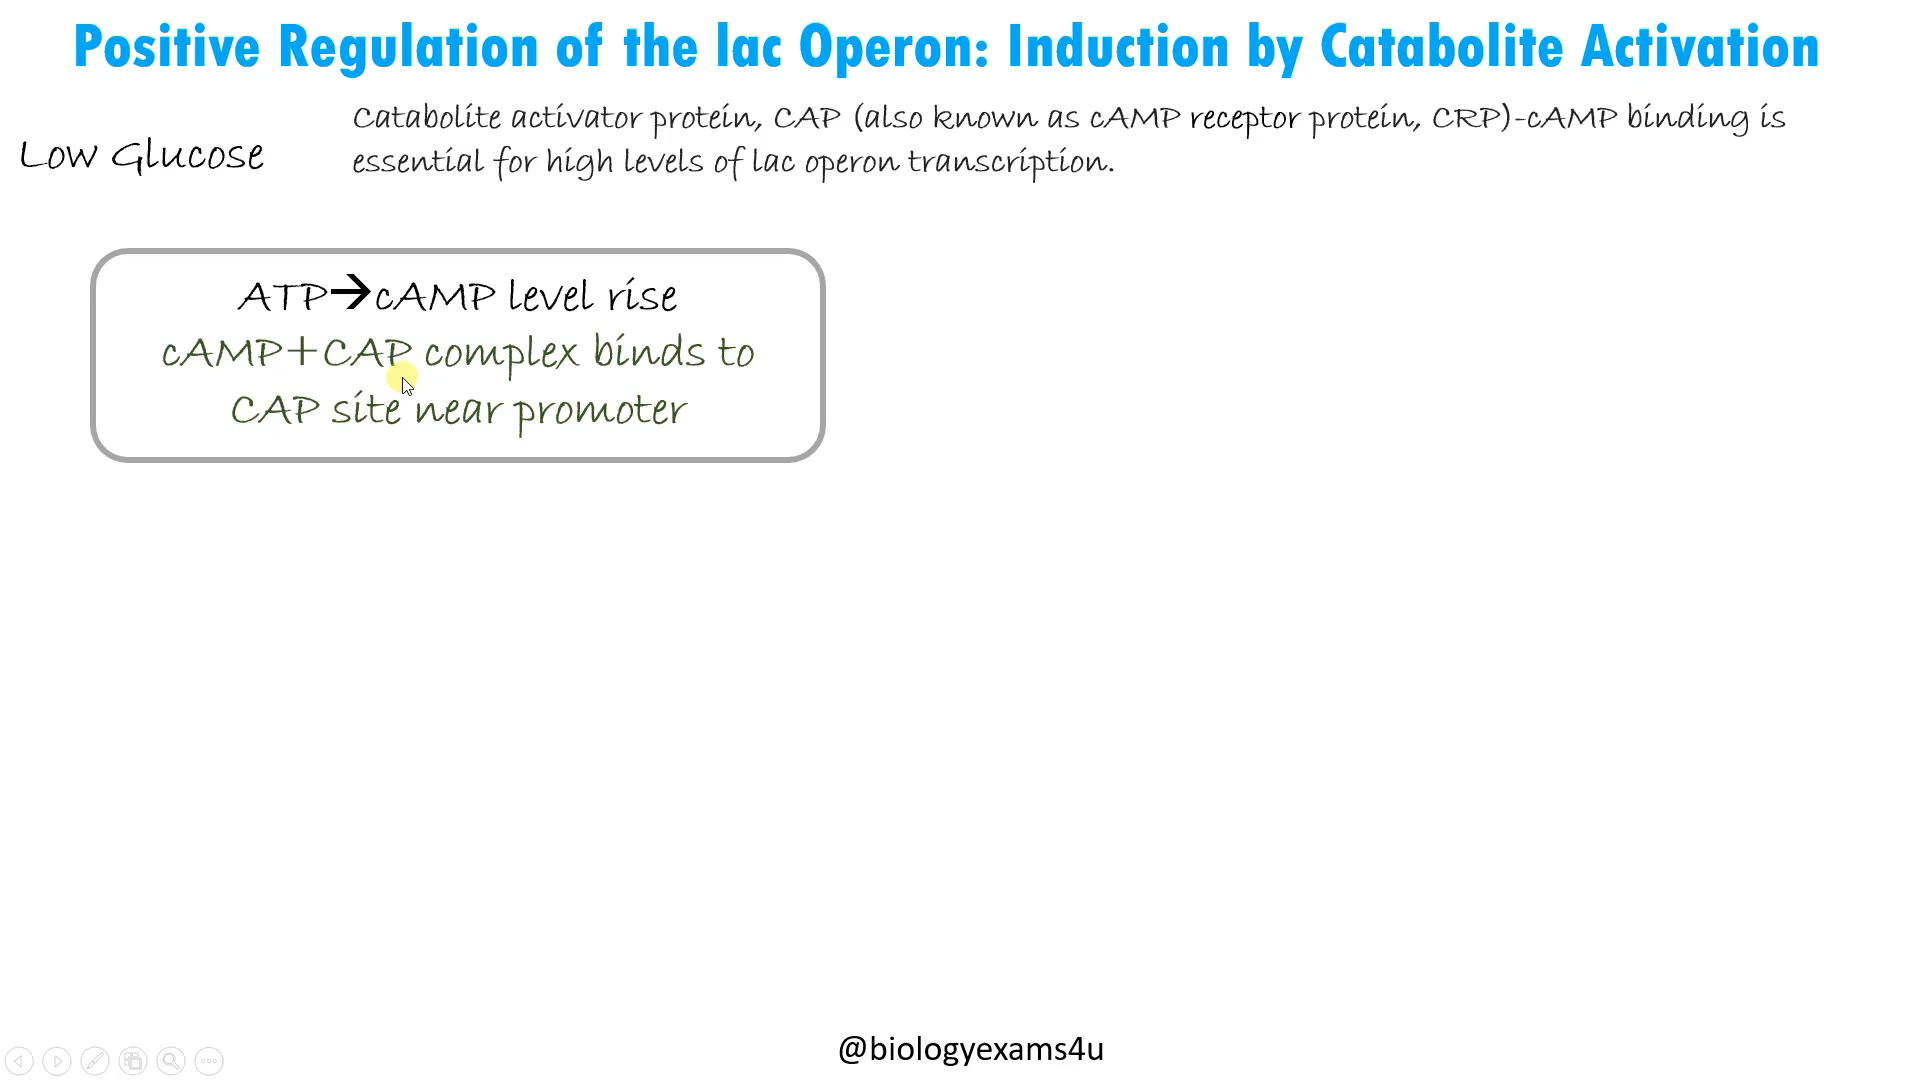 Positive Regulation of the lac Operon: Induction by Catabolite Activation
Low Glucose
Catabolite activator protein, CAP (also known as cAMP receptor protein, CRP)-cAMP binding is
essential for high levels of lac operon transcription.
ATP→cAMP level rise
cAMP+CAP complex binds to
CAP site near promoter
@biologyexams4u